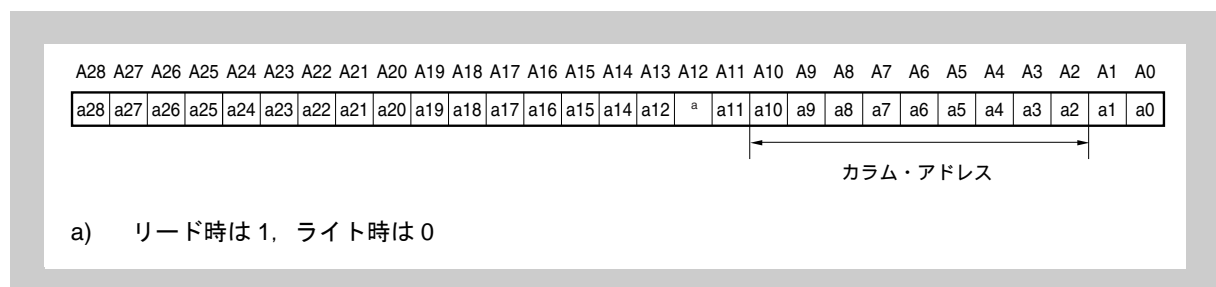 A28 A27 A26 A25 A24 A23 A22 A21 A20 A19 A18 A17 A16 A15 A14 A13 A12 A11 A10 A9 A8 A7 A6 A5 A4 A3 A2 A1 A0
a28 a27 a26 a25 a24 a23 a22 a21 a20 a19 a18 a17 a16 a15 a14 a12 a a11 a10 a9 a8 a7 a6 a5 a4 a3 a2 a1 a0
カラム・アドレス
a) リード時は 1, ライト時は 0